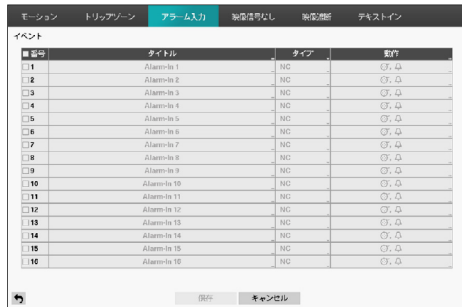 モーション トリップゾーン アラーム入力 映像信号なし 映像遮断 テキストイン
イベント
番号 タイトル タイプ 動作
1 Alarm-In 1 NC
2 Alarm-In 2 NC
3 Alarm-In 3 NC
4 Alarm-In 4 NC
5 Alarm-In 5 NC
6 Alarm-In 6 NC
7 Alarm-In 7 NC
8 Alarm-In 8 NC
9 Alarm-In 9 NC
10 Alarm-In 10 NC
11 Alarm-In 11 NC
12 Alarm-In 12 NC
13 Alarm-In 13 NC
14 Alarm-In 14 NC
15 Alarm-In 15 NC
16 Alarm-In 16 NC
保存 キャンセル